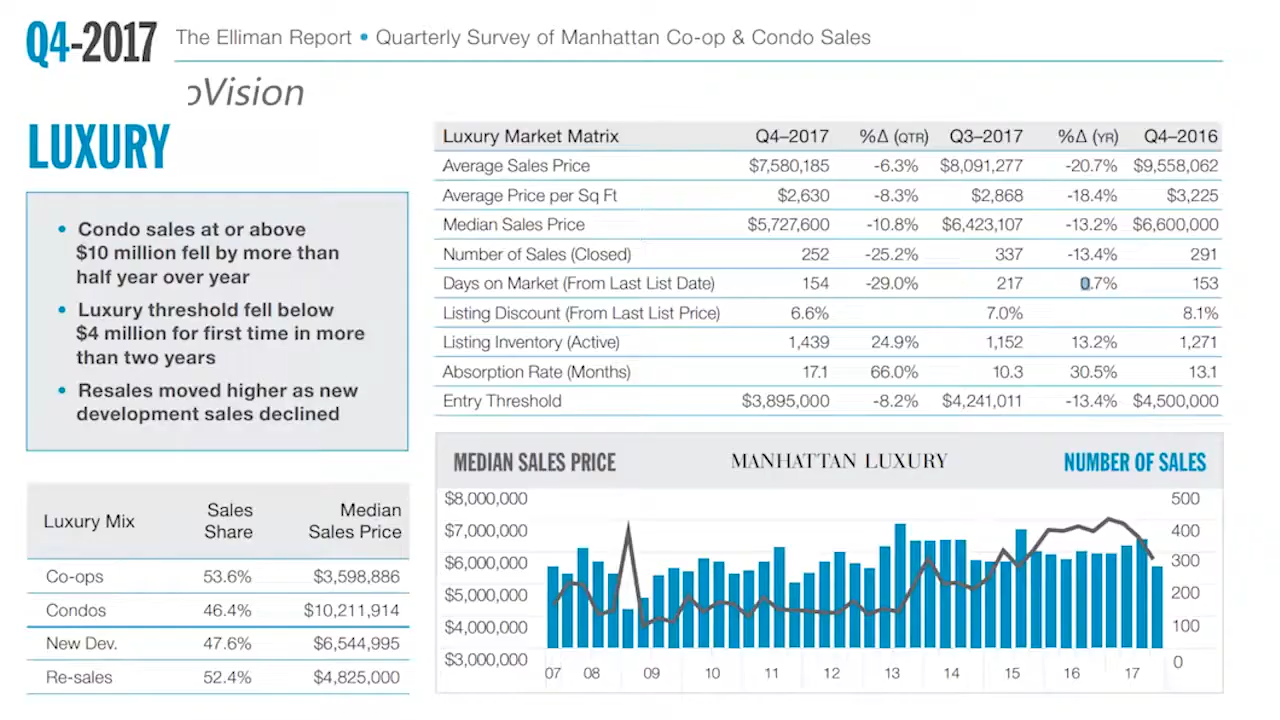 Q4-2017 The Elliman Report • Quarterly Survey of Manhattan Co-op & Condo Sales
oVision
LUXURY
• Condo sales at or above
$10 million fell by more than
half year over year
• Luxury threshold fell below
$4 million for first time in more
than two years
• Resales moved higher as new
development sales declined
Luxury Mix Sales Share Median Sales Price
Co-ops 53.6% $3,598,886
Condos 46.4% $10,211,914
New Dev. 47.6% $6,544,995
Re-sales 52.4% $4,825,000
Luxury Market Matrix Q4–2017 %Δ (QTR) Q3–2017 %Δ (YR) Q4–2016
Average Sales Price $7,580,185 -6.3% $8,091,277 -20.7% $9,558,062
Average Price per Sq Ft $2,630 -8.3% $2,868 -18.4% $3,225
Median Sales Price $5,727,600 -10.8% $6,423,107 -13.2% $6,600,000
Number of Sales (Closed) 252 -25.2% 337 -13.4% 291
Days on Market (From Last List Date) 154 -29.0% 217 0.7% 153
Listing Discount (From Last List Price) 6.6% 7.0% 8.1%
Listing Inventory (Active) 1,439 24.9% 1,152 13.2% 1,271
Absorption Rate (Months) 17.1 66.0% 10.3 30.5% 13.1
Entry Threshold $3,895,000 -8.2% $4,241,011 -13.4% $4,500,000
MEDIAN SALES PRICE MANHATTAN LUXURY NUMBER OF SALES
$8,000,000 500
$7,000,000 400
$6,000,000 300
$5,000,000 200
$4,000,000 100
$3,000,000 0
07 08 09 10 11 12 13 14 15 16 17